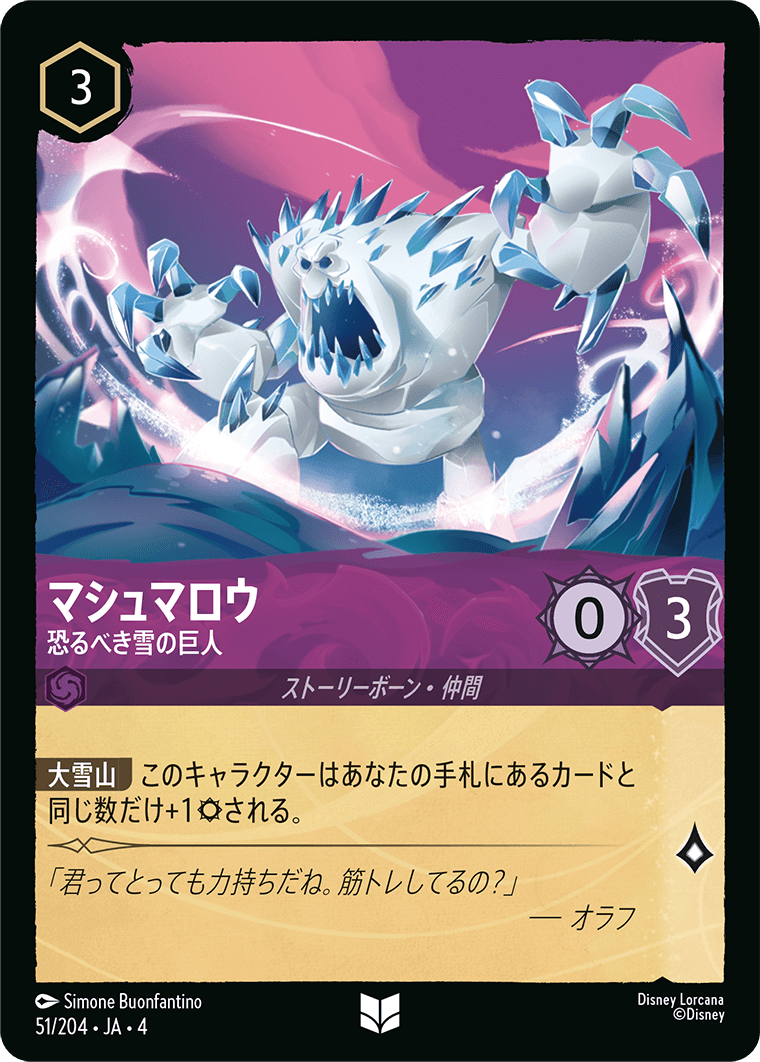 3
マシュマロウ
恐るべき雪の巨人
0
3
ストーリーボーン・仲間
大雪山 このキャラクターはあなたの手札にあるカードと
同じ数だけ+1される。
「君ってとっても力持ちだね。筋トレしてるの?」
— オラフ
Simone Buonfantino
51/204・JA・4
Disney Lorcana
©Disney